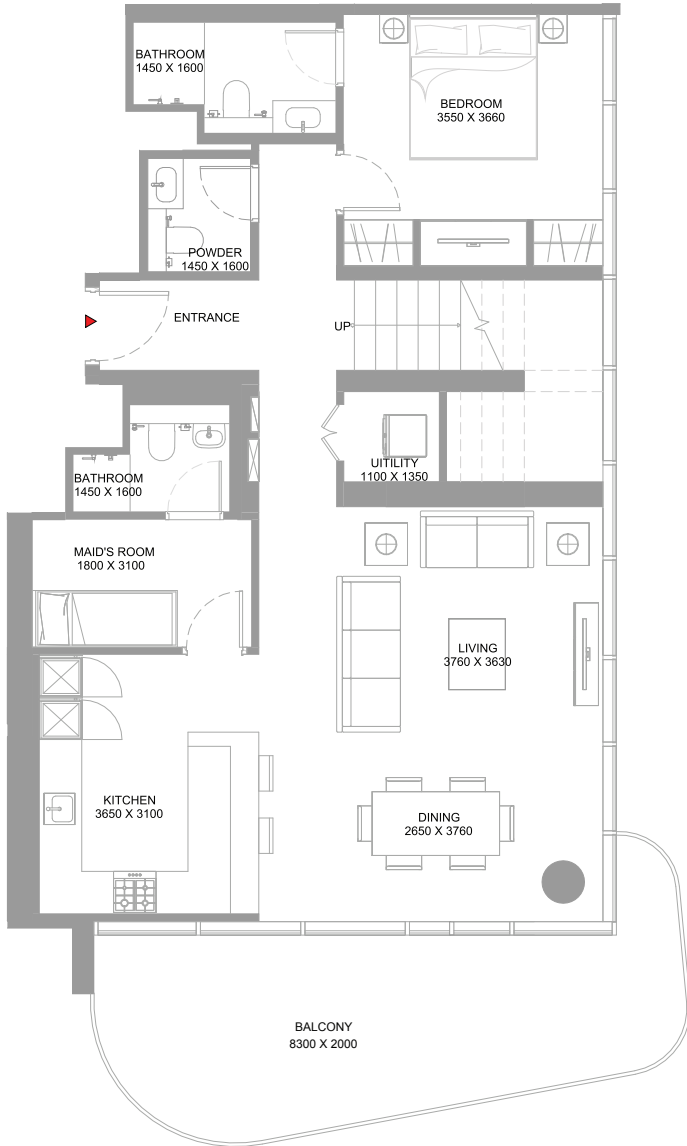 BATHROOM
1450 X 1600
BEDROOM
3550 X 3660
POWDER
1450 X 1600
ENTRANCE
UP
UITILITY
1100 X 1350
BATHROOM
1450 X 1600
MAID'S ROOM
1800 X 3100
LIVING
3760 X 3630
KITCHEN
3650 X 3100
DINING
2650 X 3760
BALCONY
8300 X 2000